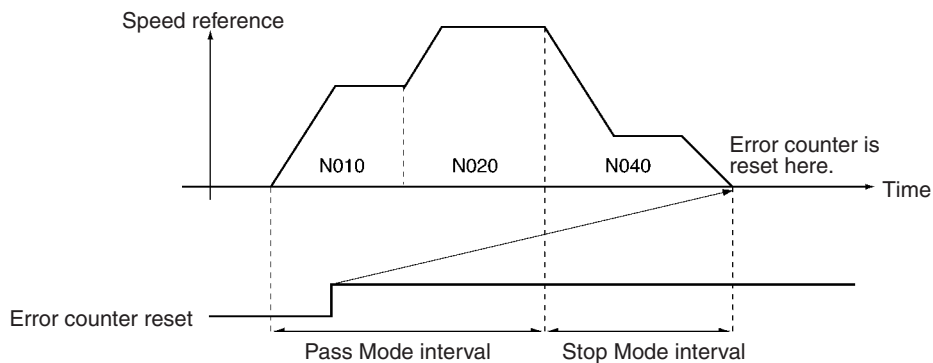 Speed reference
N010
N020
N040
Error counter is
reset here.
Time
Error counter reset
Pass Mode interval
Stop Mode interval